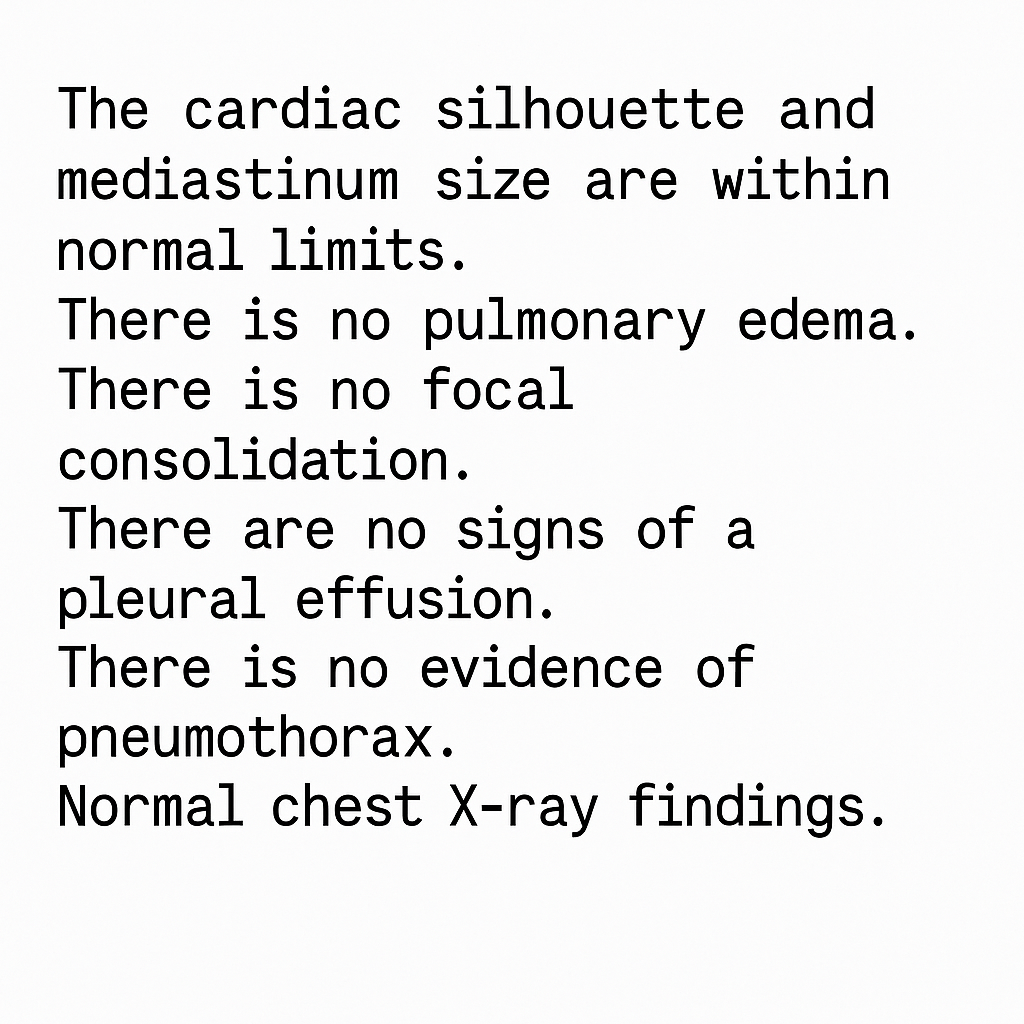 The cardiac silhouette and
mediastinum size are within
normal limits.
There is no pulmonary edema.
There is no focal
consolidation.
There are no signs of a
pleural effusion.
There is no evidence of
pneumothorax.
Normal chest X-ray findings.